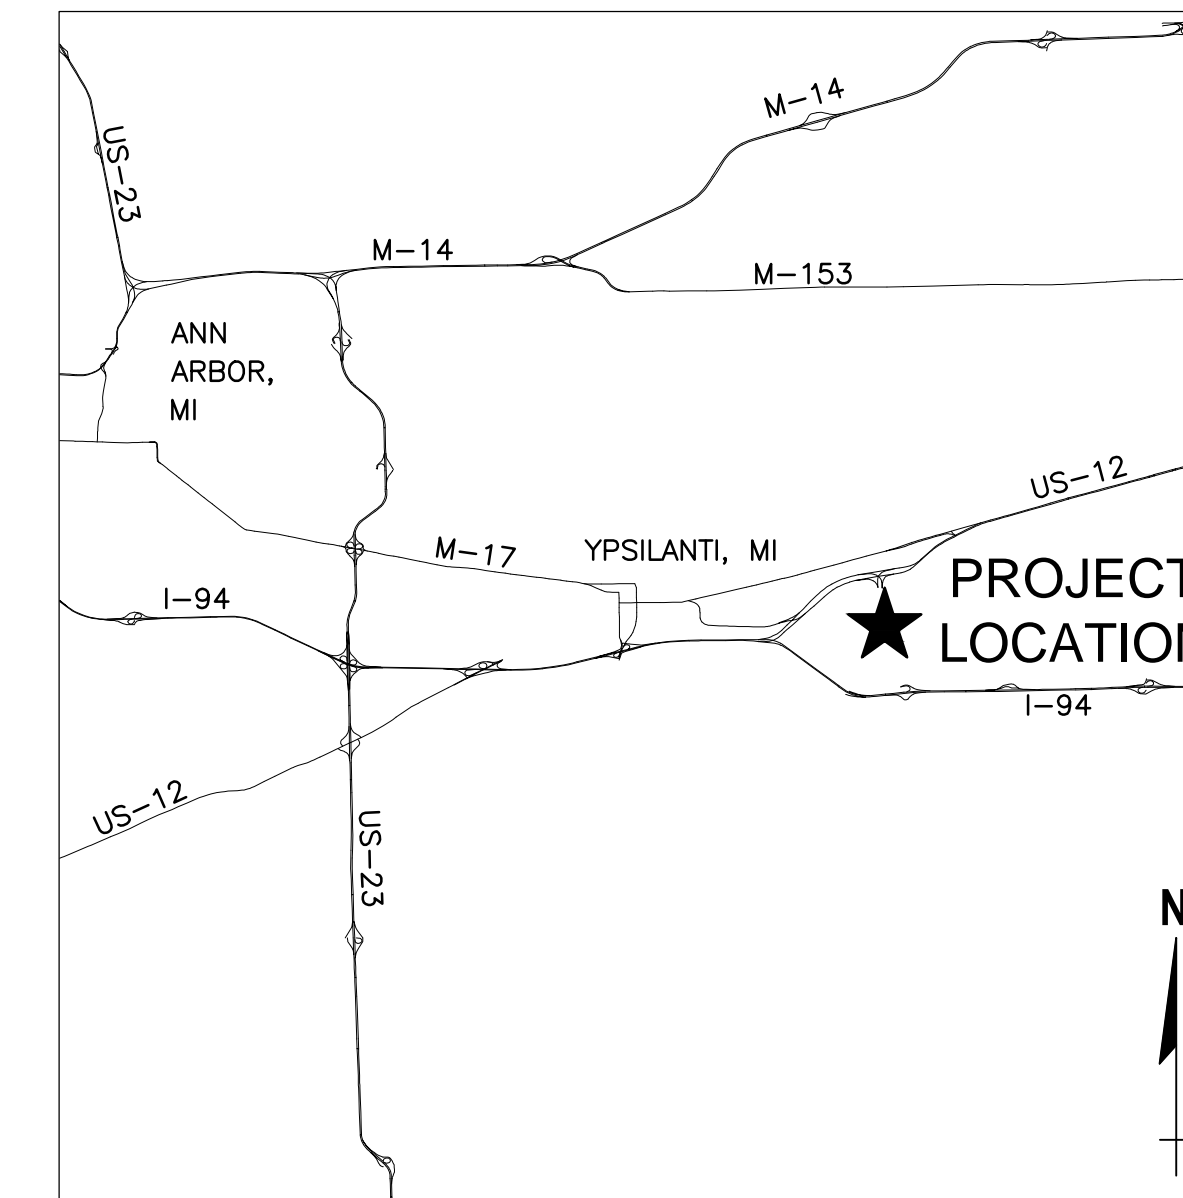 M-14
US-23
M-14
M-153
ANN
ARBOR,
MI
US-12
M-17
YPSILANTI, MI
PROJECT
LOCATION
I-94
I-94
US-12
US-23
N